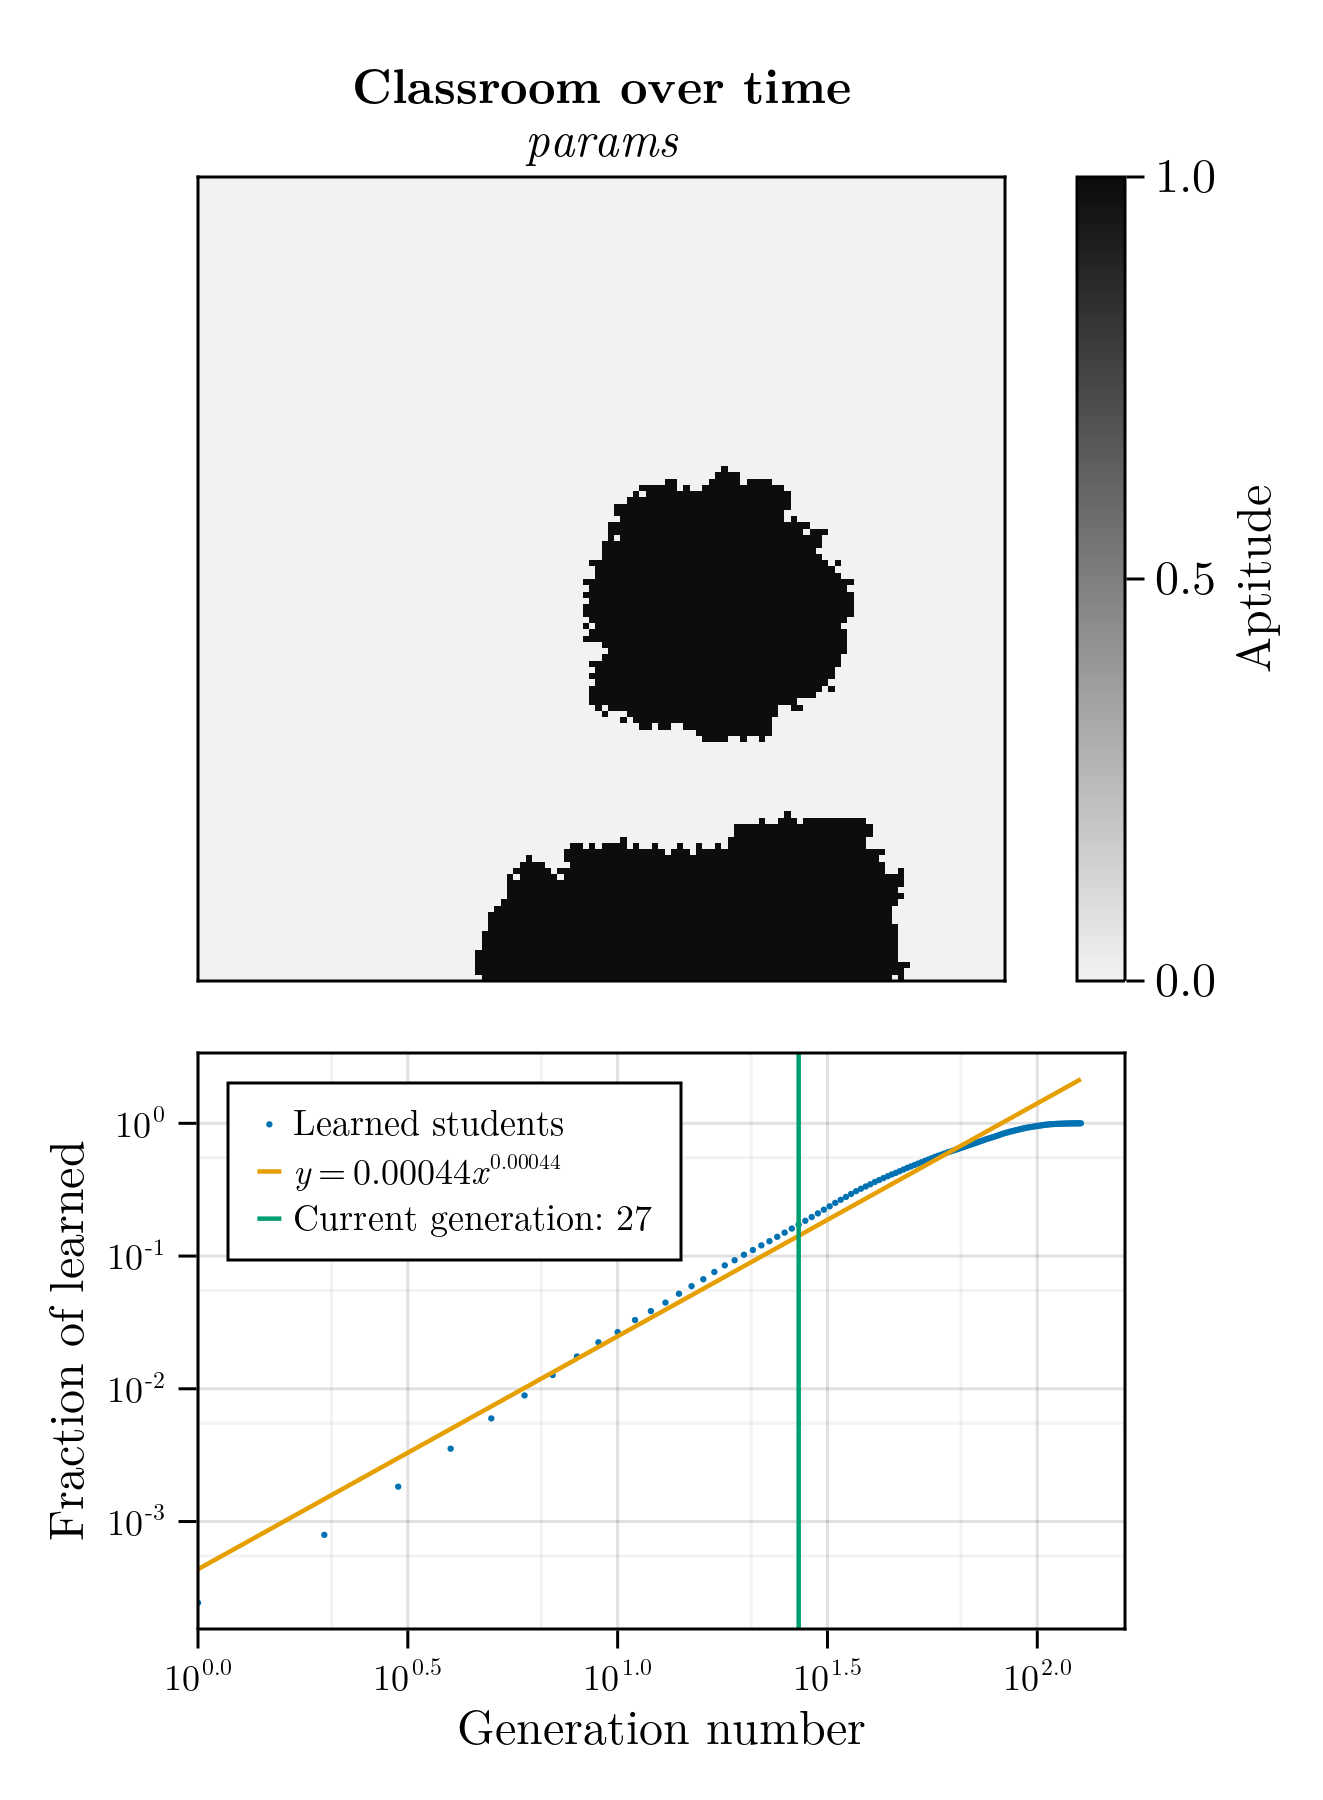 Classroom over time
params
1.0
0.5
0.0
Aptitude
Learned students
y = 0.00044x^0.00044
Current generation: 27
10^0
10^-1
10^-2
10^-3
Fraction of learned
10^0.0 10^0.5 10^1.0 10^1.5 10^2.0
Generation number